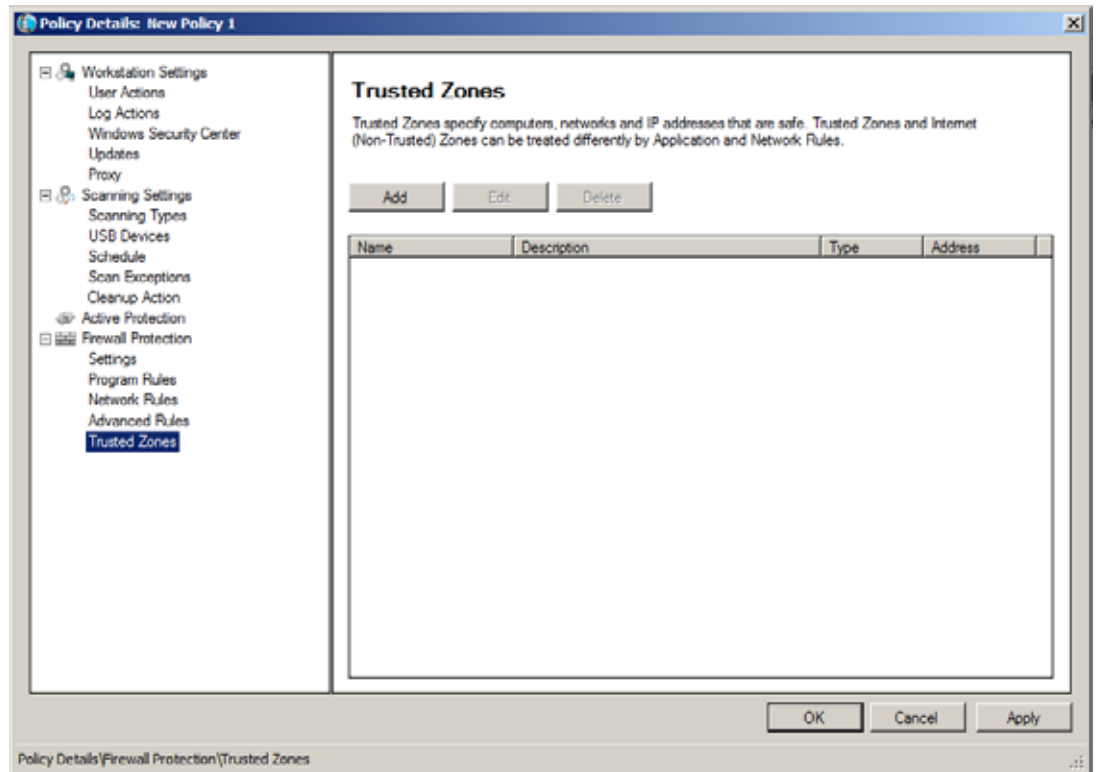 Policy Details: New Policy 1
Workstation Settings
User Actions
Log Actions
Windows Security Center
Updates
Proxy
Scanning Settings
Scanning Types
USB Devices
Schedule
Scan Exceptions
Cleanup Action
Active Protection
Firewall Protection
Settings
Program Rules
Network Rules
Advanced Rules
Trusted Zones
Trusted Zones
Trusted Zones specify computers, networks and IP addresses that are safe. Trusted Zones and Internet
(Non-Trusted) Zones can be treated differently by Application and Network Rules.
Add Edit Delete
Name Description Type Address
OK Cancel Apply
Policy Details\Firewall Protection\Trusted Zones